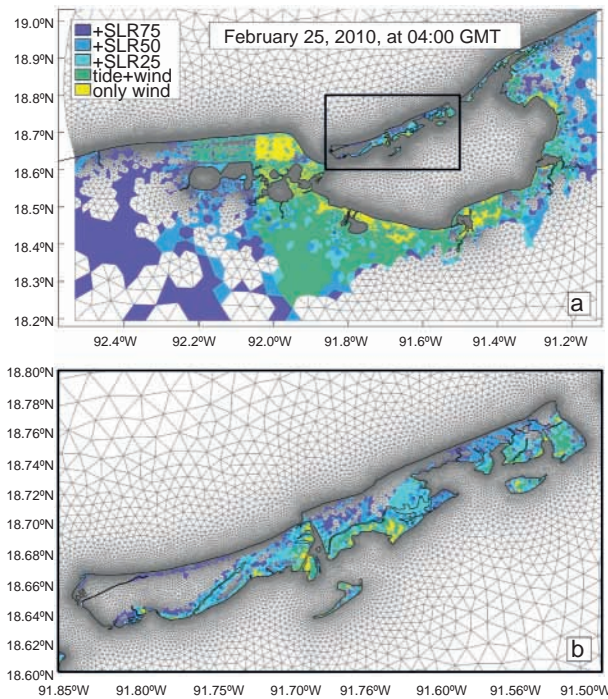 19.0ºN
18.9ºN
18.8ºN
18.7ºN
18.6ºN
18.5ºN
18.4ºN
18.3ºN
18.2ºN
+SLR75
+SLR50
+SLR25
tide+wind
only wind
February 25, 2010, at 04:00 GMT
a
92.4ºW 92.2ºW 92.0ºW 91.8ºW 91.6ºW 91.4ºW 91.2ºW
18.80ºN
18.78ºN
18.76ºN
18.74ºN
18.72ºN
18.70ºN
18.68ºN
18.66ºN
18.64ºN
18.62ºN
18.60ºN
b
91.85ºW 91.80ºW 91.75ºW 91.70ºW 91.65ºW 91.60ºW 91.55ºW 91.50ºW